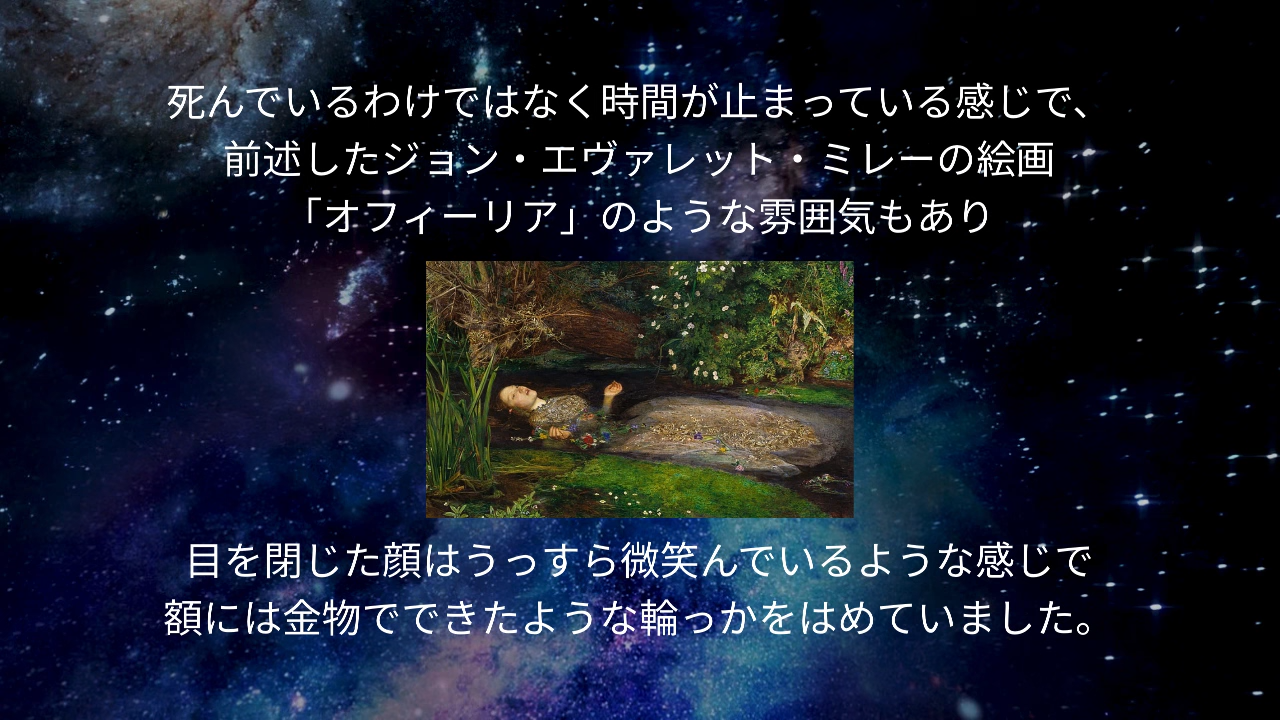 死んでいるわけではなく時間が止まっている感じで、
前述したジョン・エヴァレット・ミレーの絵画
「オフィーリア」のような雰囲気もあり
目を閉じた顔はうっすら微笑んでいるような感じで
額には金物でできたような輪っかをはめていました。